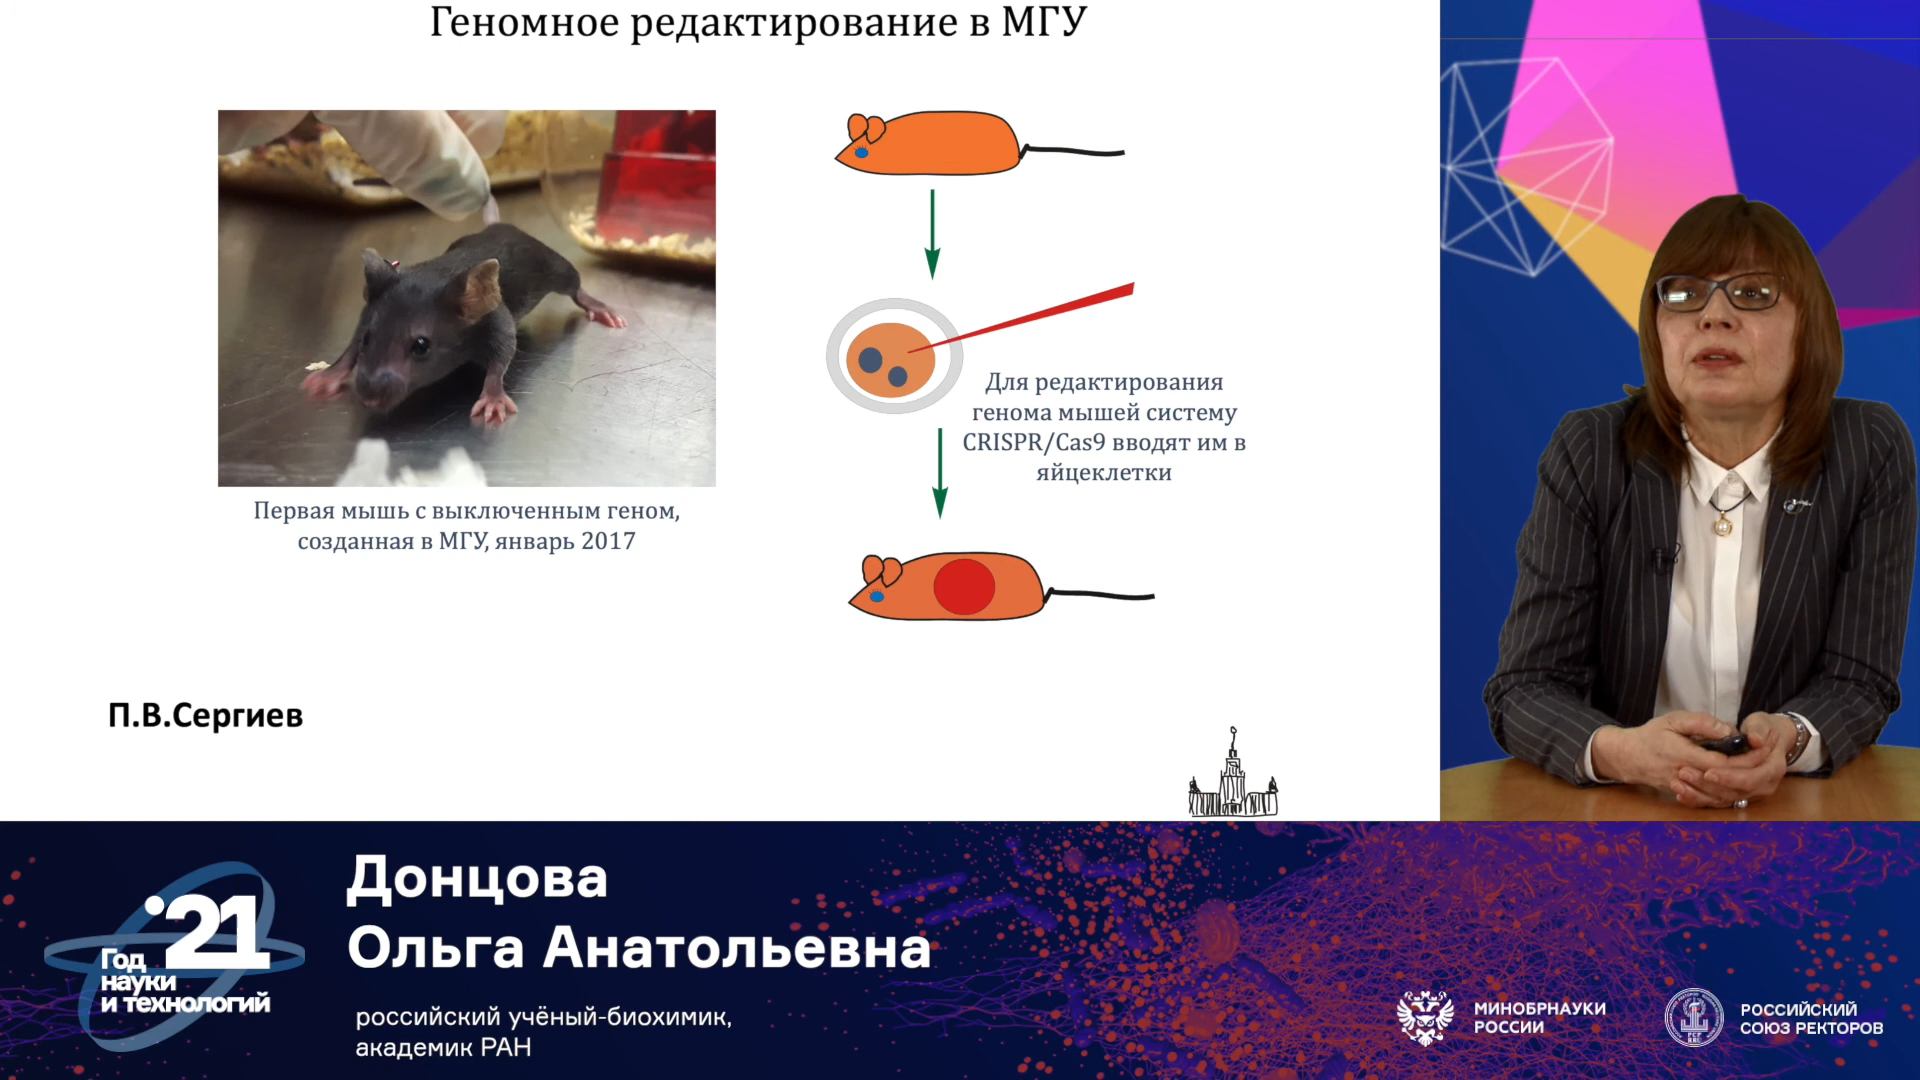 Геномное редактирование в МГУ
Для редактирования
генома мышей систему
CRISPR/Cas9 вводят им в
яйцеклетки
Первая мышь с выключенным геном,
созданная в МГУ, январь 2017
П.В.Сергиев
21
Год
науки
и технологий
Донцова
Ольга Анатольевна
российский учёный-биохимик,
академик РАН
МИНОБРНАУКИ
РОССИИ
РОССИЙСКИЙ
СОЮЗ РЕКТОРОВ